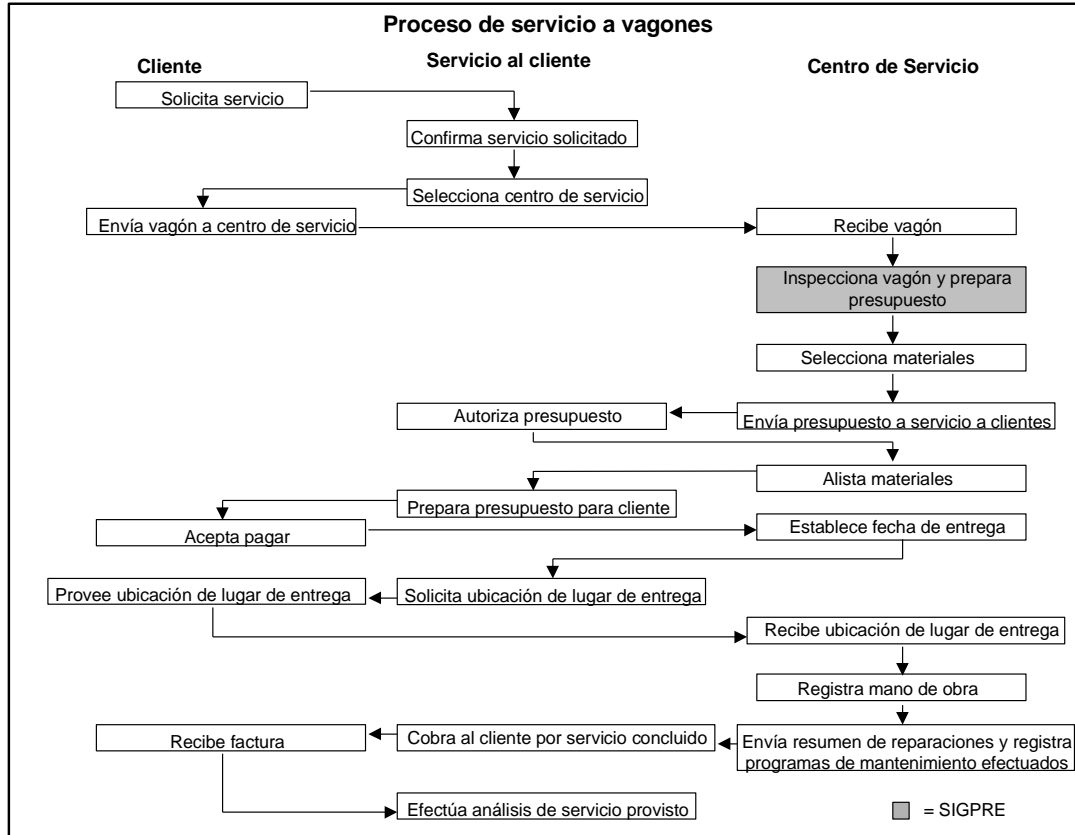 Proceso de servicio a vagones
Cliente
Servicio al cliente
Centro de Servicio
Solicita servicio
Confirma servicio solicitado
Selecciona centro de servicio
Envía vagón a centro de servicio
Recibe vagón
Inspecciona vagón y prepara
presupuesto
Selecciona materiales
Autoriza presupuesto
Envía presupuesto a servicio a clientes
Alista materiales
Prepara presupuesto para cliente
Acepta pagar
Establece fecha de entrega
Provee ubicación de lugar de entrega
Solicita ubicación de lugar de entrega
Recibe ubicación de lugar de entrega
Registra mano de obra
Recibe factura
Cobra al cliente por servicio concluido
Envía resumen de reparaciones y registra
programas de mantenimiento efectuados
Efectúa análisis de servicio provisto
= SIGPRE